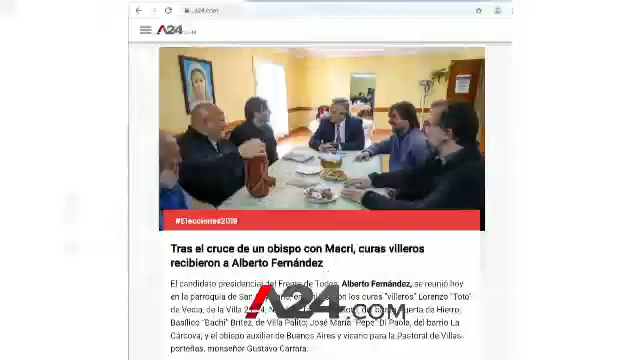 A24.COM
#Elecciones2019
Tras el cruce de un obispo con Macri, curas villeros
recibieron a Alberto Fernández
El candidato presidencial del Frente de Todos, Alberto Fernández, se reunió hoy
en la parroquia de San con los curas "villeros" Lorenzo "Toto"
de Vedia, de la Villa del barrio Puerta de Hierro,
Basilico "Bachi" Britez, de Villa Palito; José María "Pepe" Di Paola, del barrio La
Cárcova, y el obispo auxiliar de Buenos Aires y vicario para la Pastoral de Villas
porteñas, monseñor Gustavo Carrara.
A24.COM